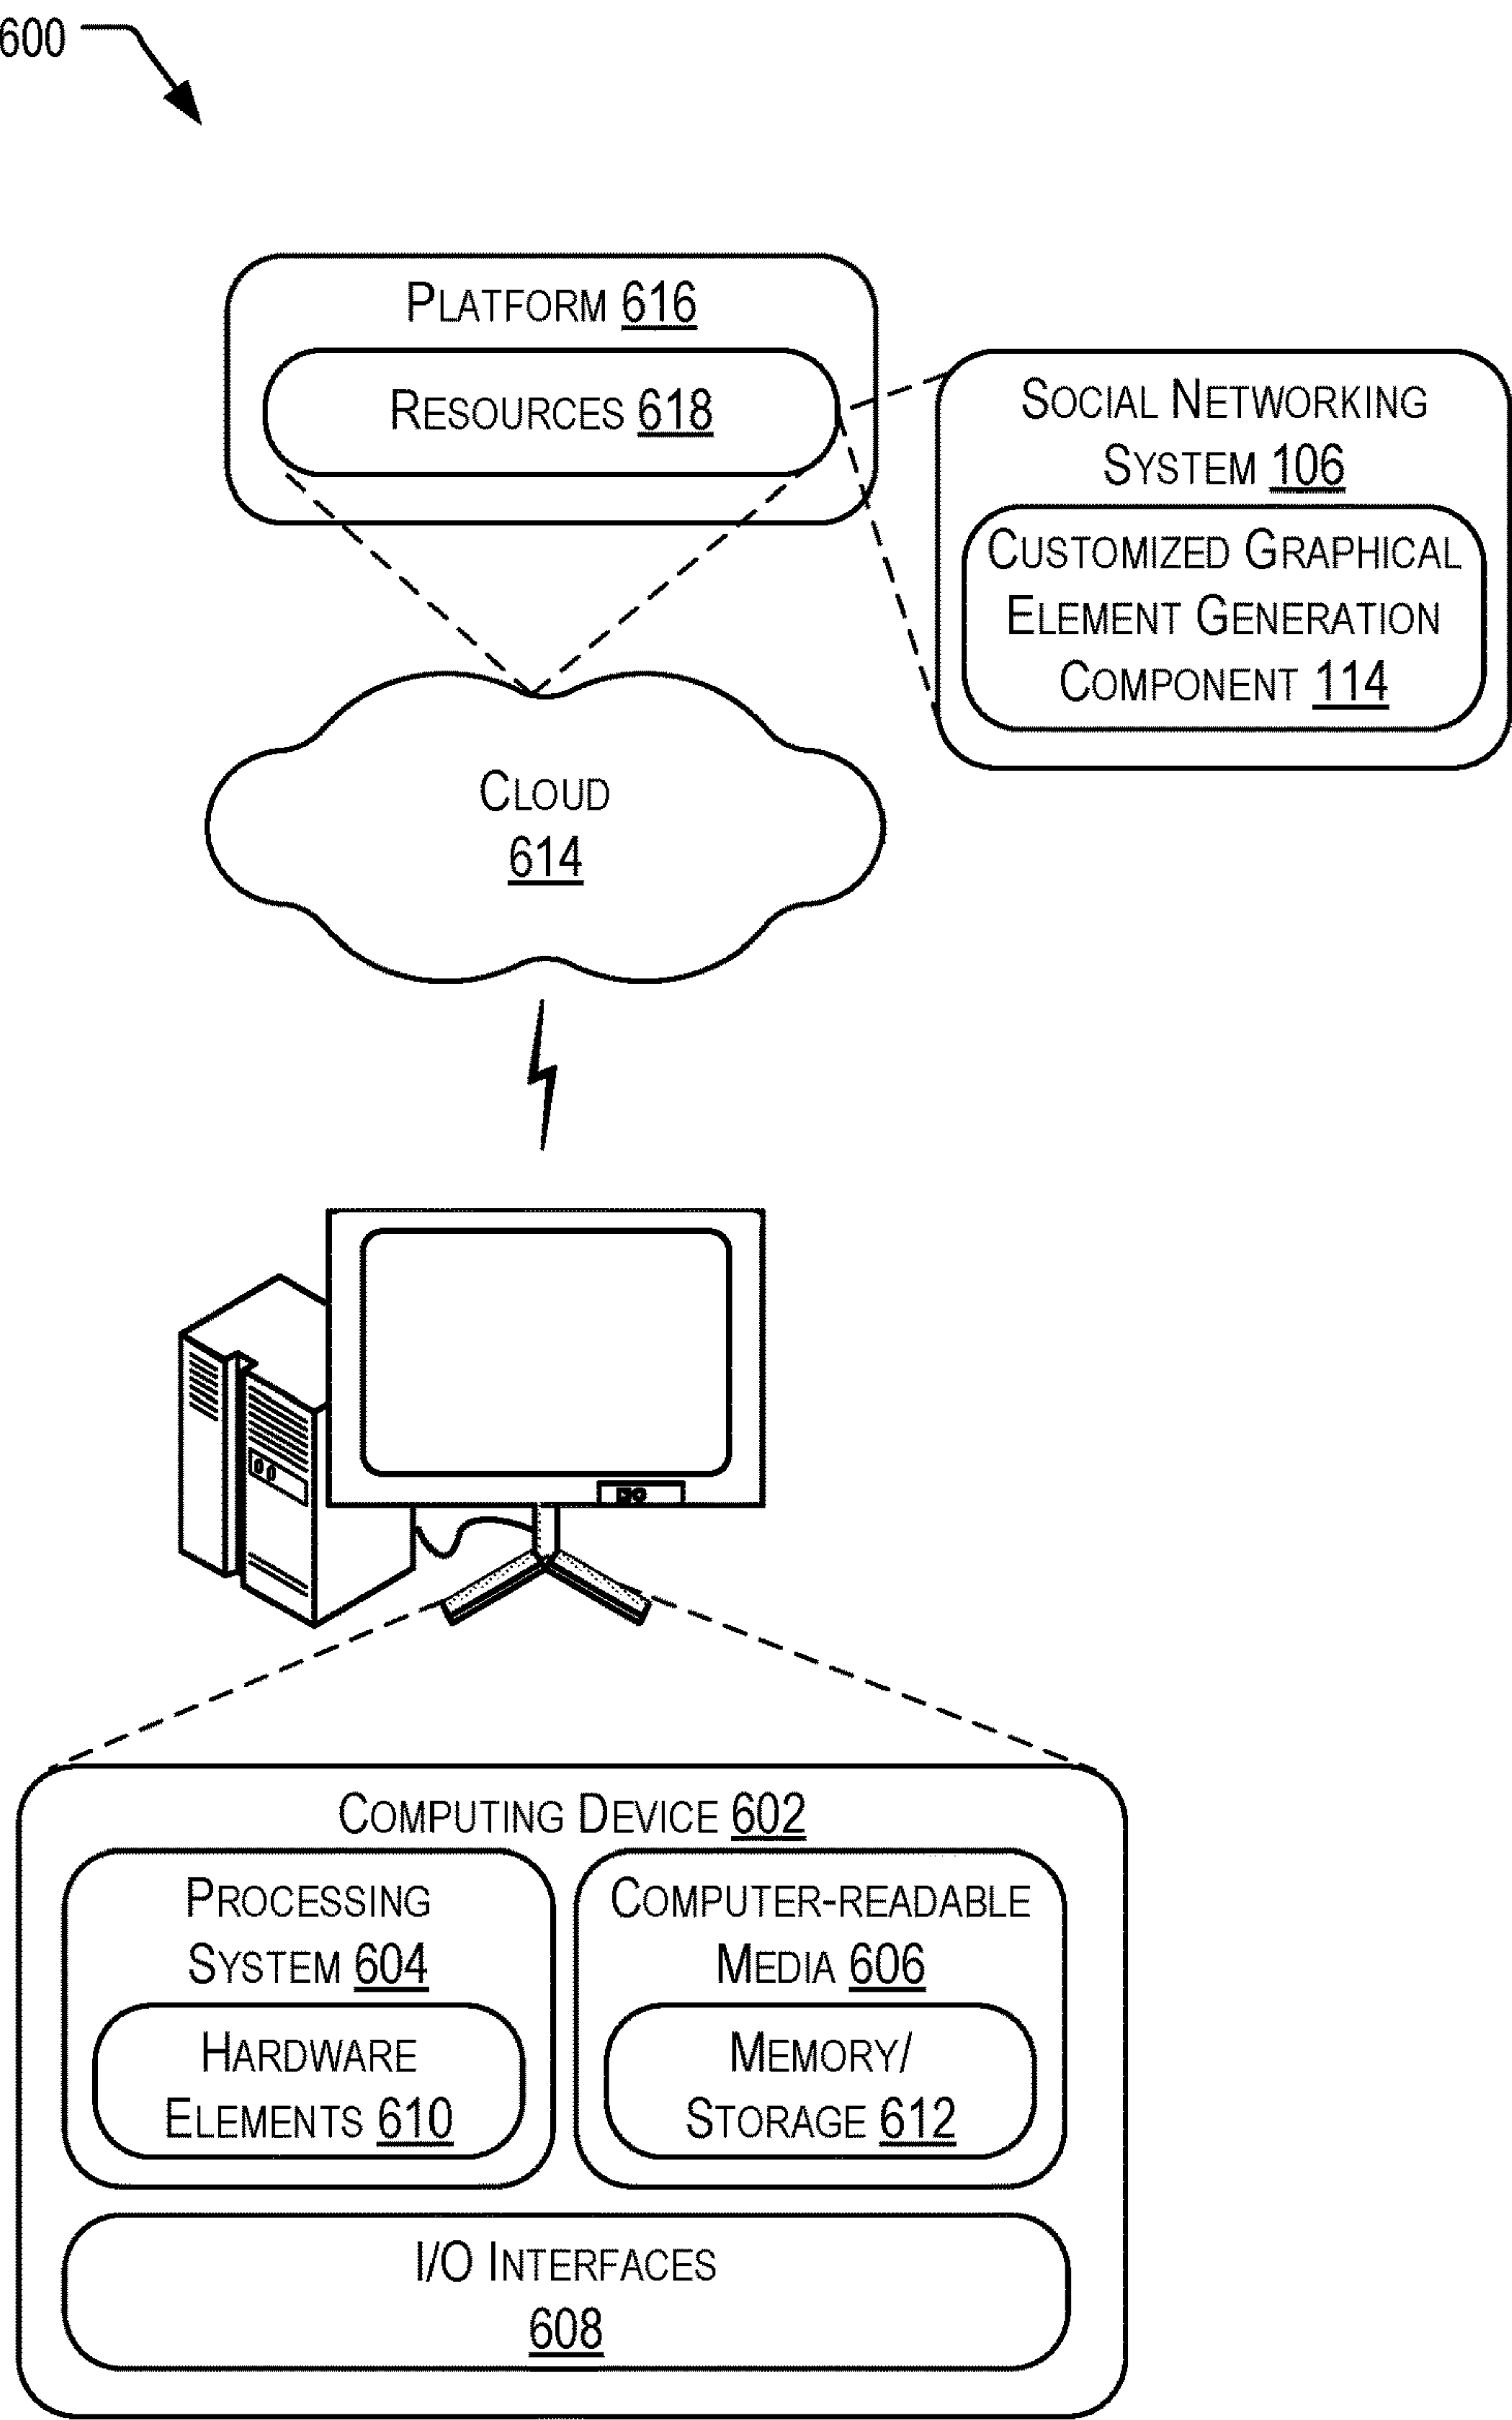 600
PLATFORM 616
RESOURCES 618
SOCIAL NETWORKING
SYSTEM 106
CUSTOMIZED GRAPHICAL
ELEMENT GENERATION
COMPONENT 114
CLOUD
614
COMPUTING DEVICE 602
PROCESSING
SYSTEM 604
HARDWARE
ELEMENTS 610
COMPUTER-READABLE
MEDIA 606
MEMORY/
STORAGE 612
I/O INTERFACES
608